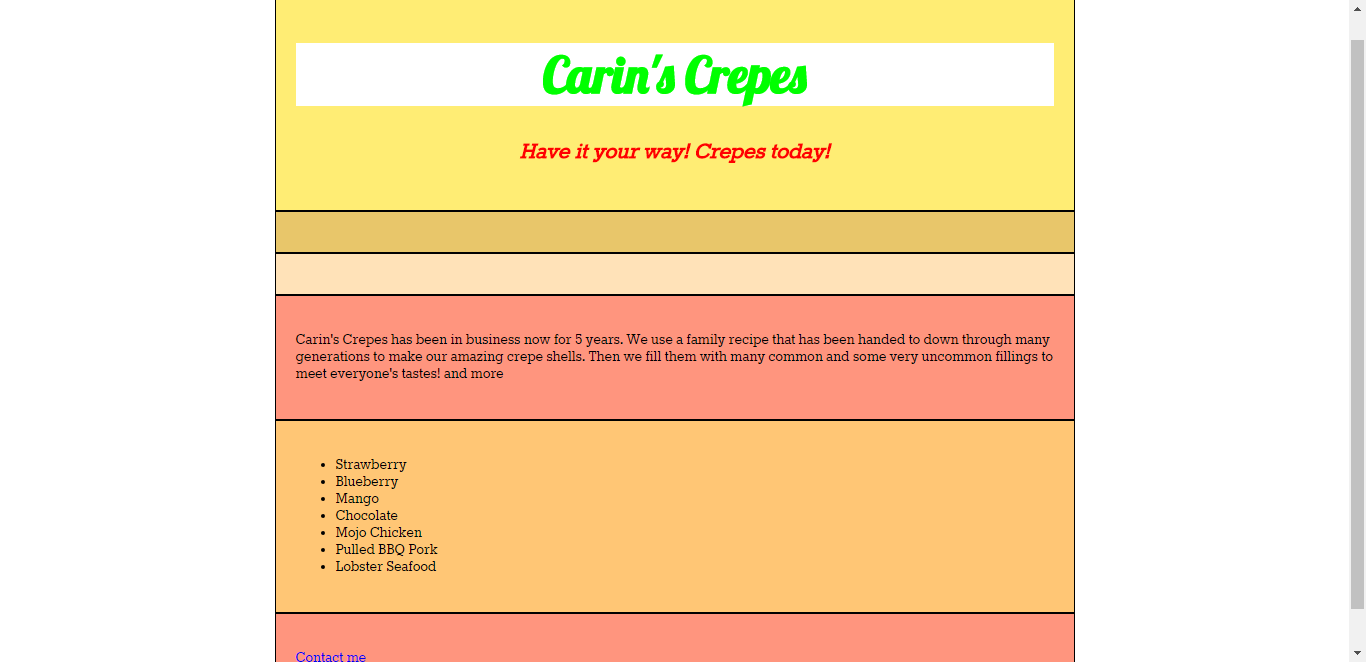 Carin's Crepes
Have it your way! Crepes today!
Carin's Crepes has been in business now for 5 years. We use a family recipe that has been handed to down through many
generations to make our amazing crepe shells. Then we fill them with many common and some very uncommon fillings to
meet everyone's tastes! and more
Strawberry
Blueberry
Mango
Chocolate
Mojo Chicken
Pulled BBQ Pork
Lobster Seafood
Contact me